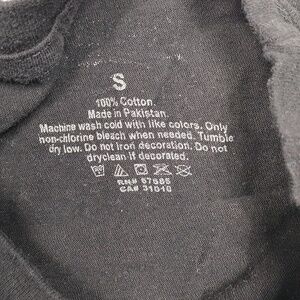 S
100% Cotton.
Made in Pakistan.
Machine wash cold with like colors. Only
non-chlorine bleach when needed. Tumble
dry low. Do not iron decoration. Do not
dryclean if decorated.
RN# 67685
CA# 31010